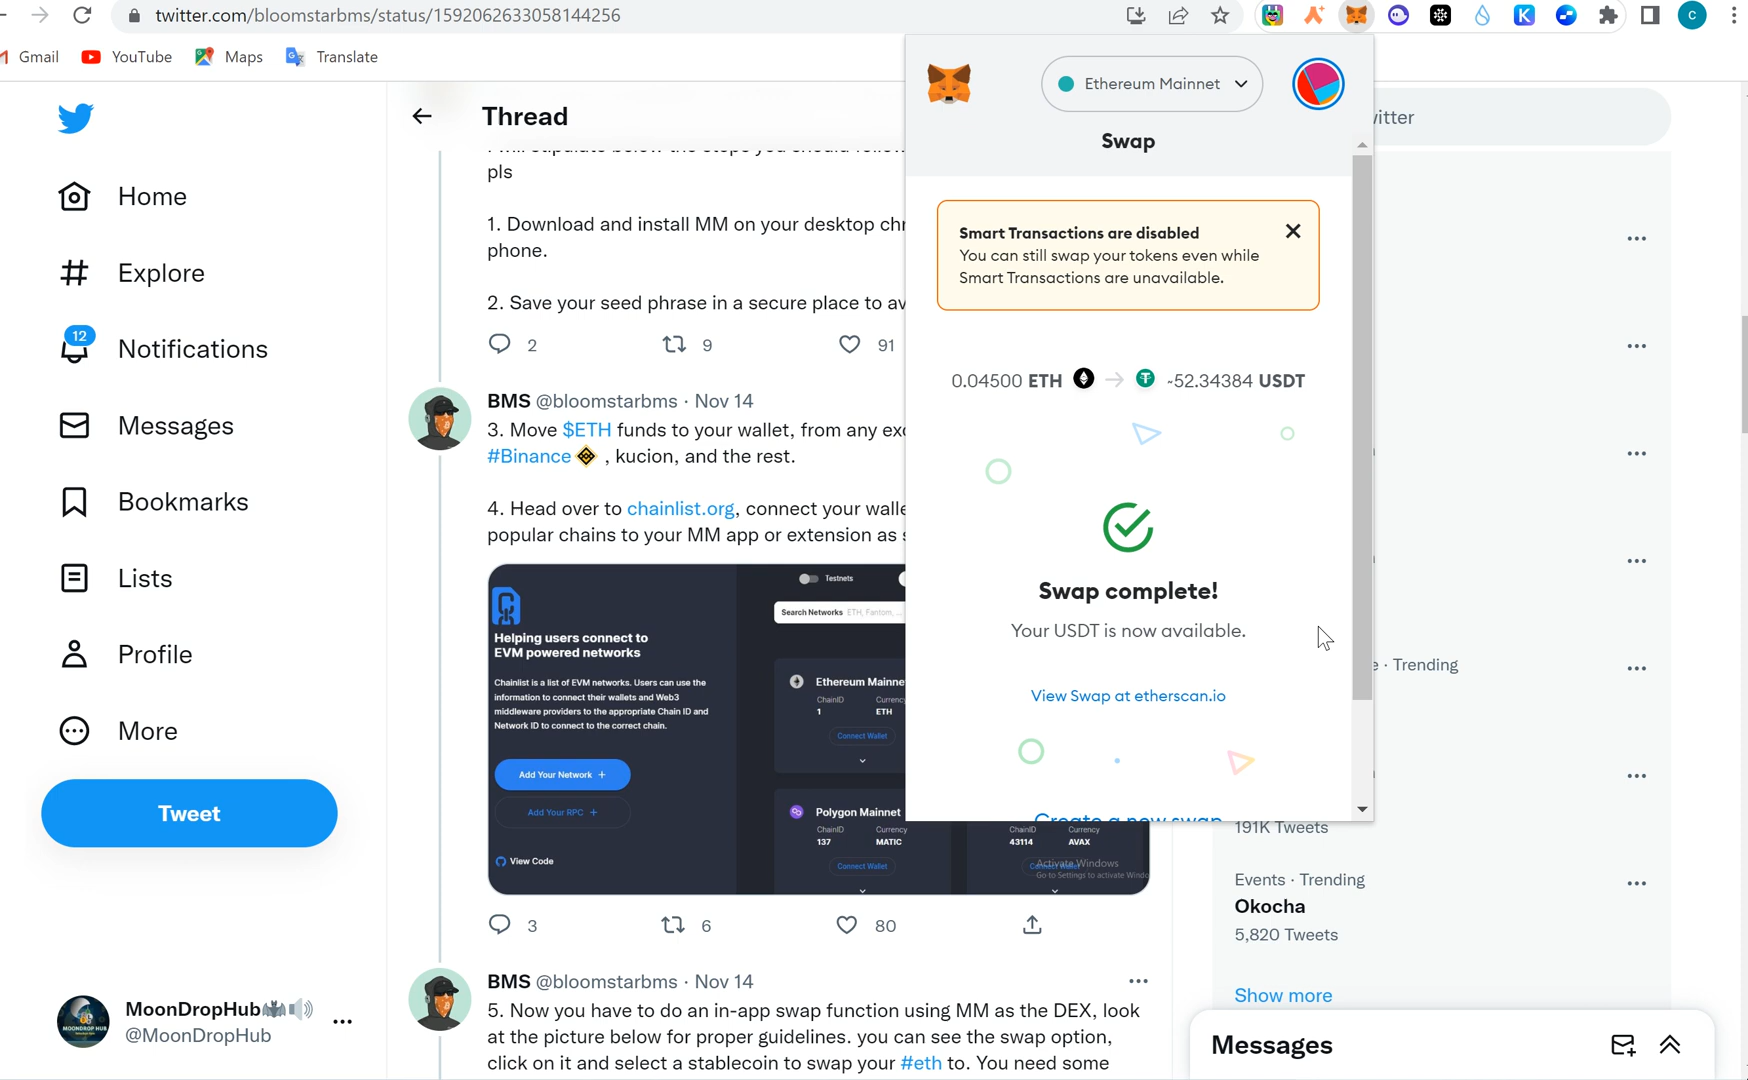 twitter.com/bloomstarbms/status/1592062633058144256
Gmail
YouTube
Maps
Translate
Home
Explore
12
Notifications
Messages
Bookmarks
Lists
Profile
More
Tweet
MoonDropHub
@MoonDropHub
Thread
pls
1. Download and install MM on your desktop chr
phone.
2. Save your seed phrase in a secure place to av
2
9
91
BMS @bloomstarbms · Nov 14
3. Move $ETH funds to your wallet, from any exc
#Binance , kucion, and the rest.
4. Head over to chainlist.org, connect your walle
popular chains to your MM app or extension as s
Helping users connect to
EVM powered networks
Chainlist is a list of EVM networks. Users can use the
information to connect their wallets and Web3
middleware providers to the appropriate Chain ID and
Network ID to connect to the correct chain.
Add Your Network +
Add Your RPC +
View Code
Testnets
Search Networks ETH, Fantom, ...
Ethereum Mainne
ChainID
Currency
1
ETH
Connect Wallet
Polygon Mainnet
ChainID
Currency
137
MATIC
Connect Wallet
ChainID
Currency
43114
AVAX
Activate Windows
Go to Settings to activate Windo
3
6
80
BMS @bloomstarbms · Nov 14
5. Now you have to do an in-app swap function using MM as the DEX, look
at the picture below for proper guidelines. you can see the swap option,
click on it and select a stablecoin to swap your #eth to. You need some
Ethereum Mainnet
Swap
Smart Transactions are disabled
You can still swap your tokens even while
Smart Transactions are unavailable.
0.04500 ETH
~52.34384 USDT
Swap complete!
Your USDT is now available.
View Swap at etherscan.io
Create a new swap
witter
e · Trending
191K Tweets
Events · Trending
Okocha
5,820 Tweets
Show more
Messages
C
K